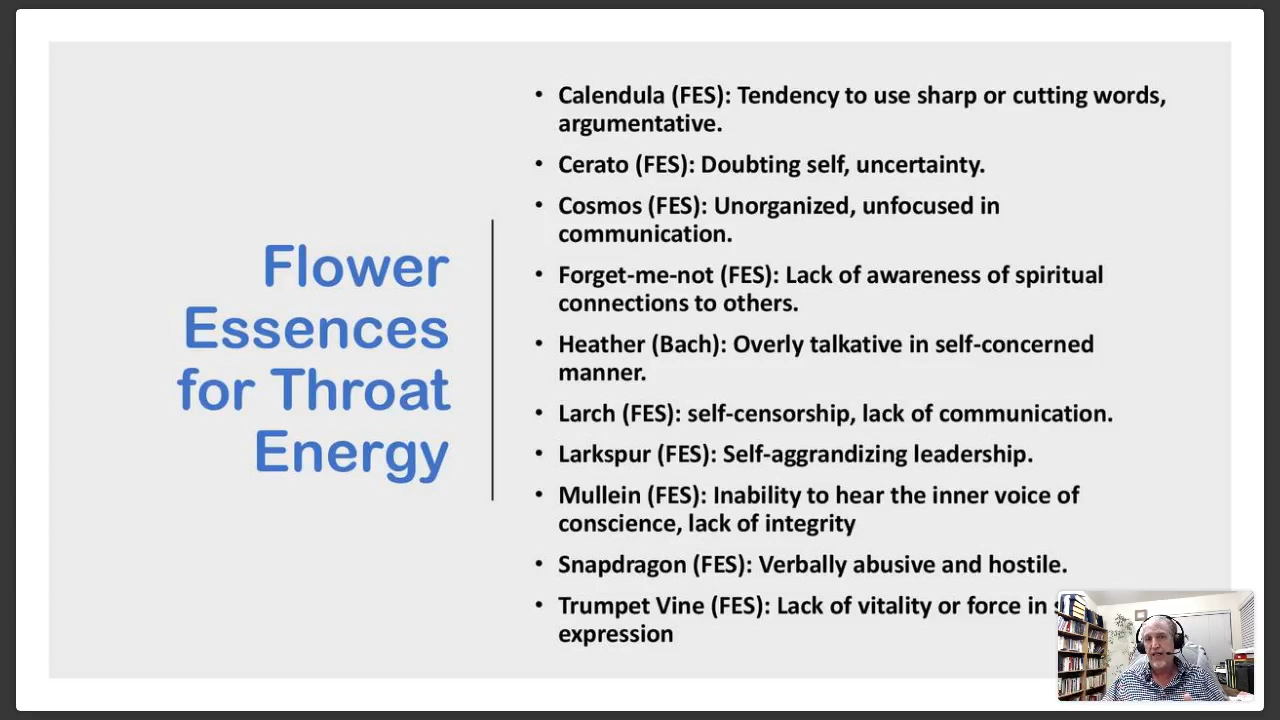 Flower
Essences
for Throat
Energy
• Calendula (FES): Tendency to use sharp or cutting words,
argumentative.
• Cerato (FES): Doubting self, uncertainty.
• Cosmos (FES): Unorganized, unfocused in
communication.
• Forget-me-not (FES): Lack of awareness of spiritual
connections to others.
• Heather (Bach): Overly talkative in self-concerned
manner.
• Larch (FES): self-censorship, lack of communication.
• Larkspur (FES): Self-aggrandizing leadership.
• Mullein (FES): Inability to hear the inner voice of
conscience, lack of integrity
• Snapdragon (FES): Verbally abusive and hostile.
• Trumpet Vine (FES): Lack of vitality or force in
expression